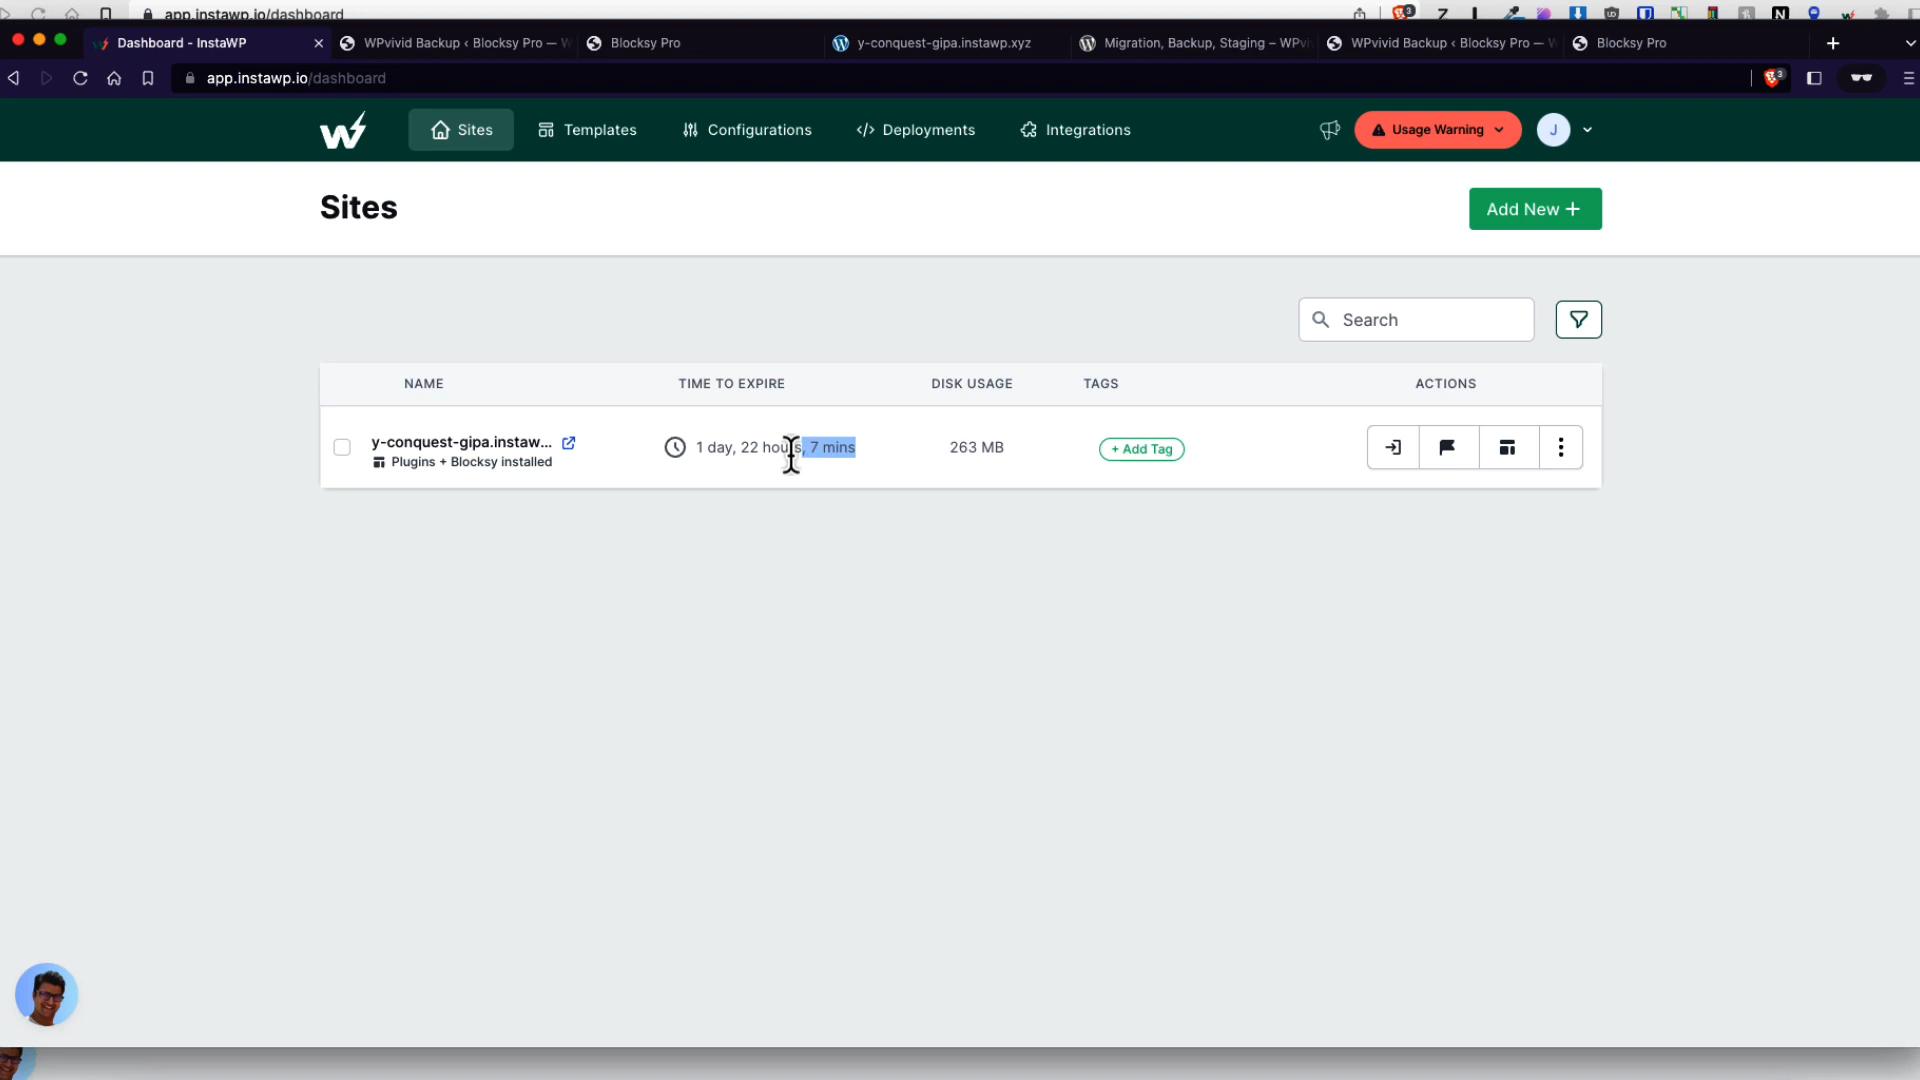 app.instawp.io/dashboard
Dashboard - InstaWP
WPvivid Backup ‹ Blocksy Pro — W
Blocksy Pro
y-conquest-gipa.instawp.xyz
Migration, Backup, Staging – WPvi
WPvivid Backup ‹ Blocksy Pro — W
Blocksy Pro
app.instawp.io/dashboard
Sites
Templates
Configurations
Deployments
Integrations
Usage Warning
J
Sites
Add New +
Search
NAME
TIME TO EXPIRE
DISK USAGE
TAGS
ACTIONS
y-conquest-gipa.instaw...
Plugins + Blocksy installed
1 day, 22 hours, 7 mins
263 MB
+ Add Tag